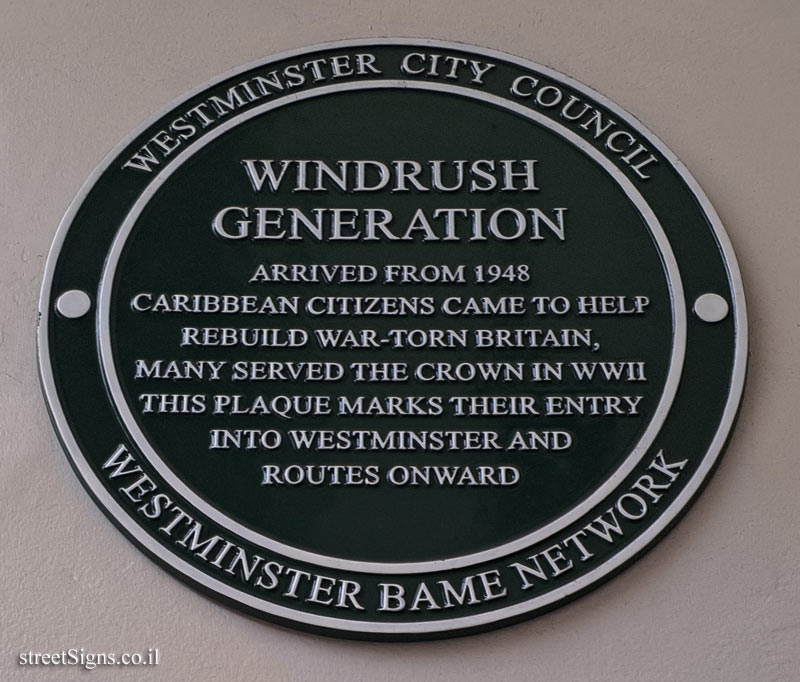 WESTMINSTER CITY COUNCIL
WINDRUSH
GENERATION
ARRIVED FROM 1948
CARIBBEAN CITIZENS CAME TO HELP
REBUILD WAR-TORN BRITAIN,
MANY SERVED THE CROWN IN WWII
THIS PLAQUE MARKS THEIR ENTRY
INTO WESTMINSTER AND
ROUTES ONWARD
WESTMINSTER BAME NETWORK
streetSigns.co.il